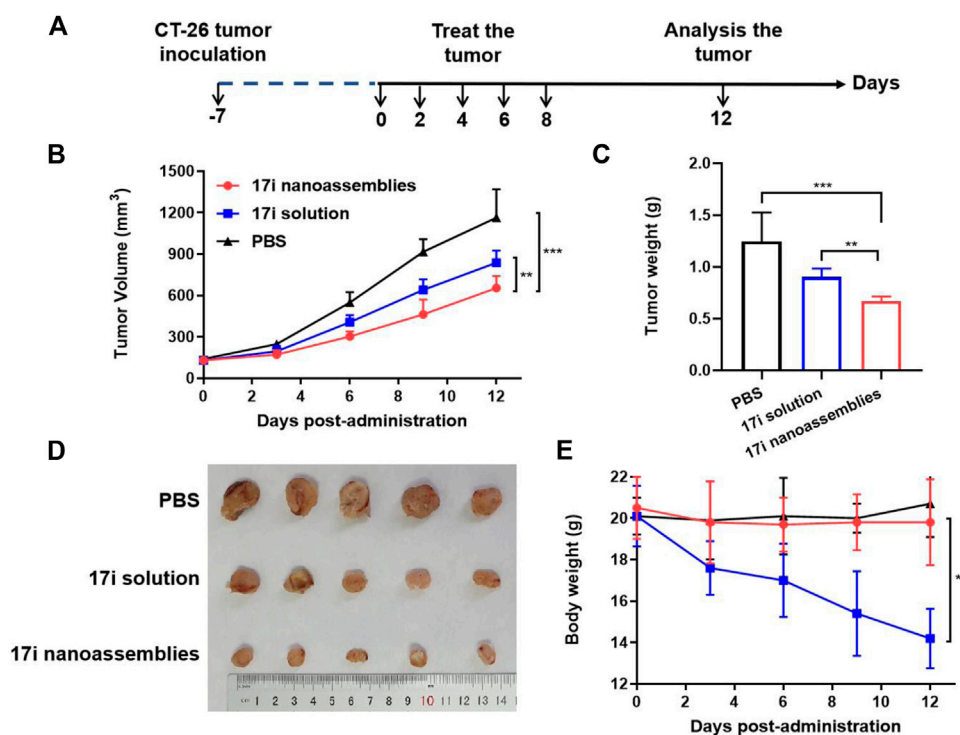 A
CT-26 tumor
inoculation
Treat the
tumor
Analysis the
tumor
Days
-7
0 2 4 6 8 12
B
Tumor Volume (mm³)
1500
1200
900
600
300
0
17i nanoassemblies
17i solution
PBS
**
***
0 2 4 6 8 10 12
Days post-administration
C
Tumor weight (g)
2.0
1.5
1.0
0.5
0.0
***
**
PBS
17i solution
17i nanoassemblies
D
PBS
17i solution
17i nanoassemblies
1 2 3 4 5 6 7 8 9 10 11 12 13 14
E
Body weight (g)
22
20
18
16
14
12
*
0 2 4 6 8 10 12
Days post-administration